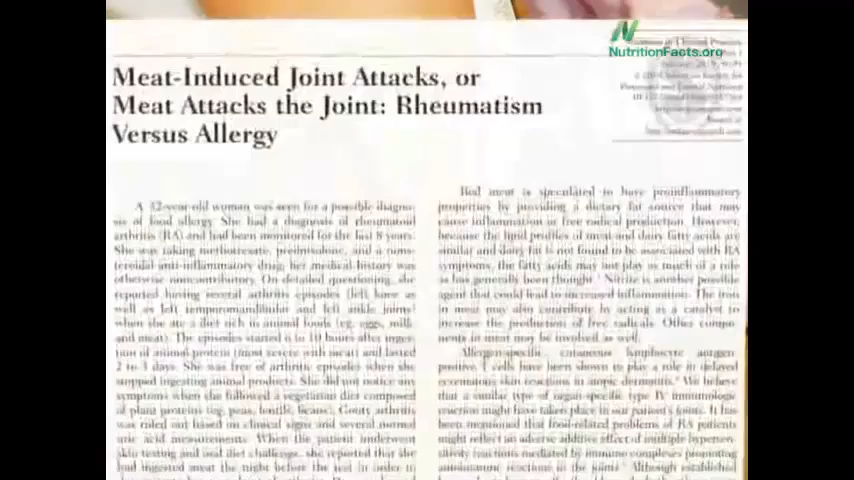 NutritionFacts.org
Meat-Induced Joint Attacks, or
Meat Attacks the Joint: Rheumatism
Versus Allergy
A 32-year-old woman was seen for a possible diagno-
sis of food allergy. She had a diagnosis of rheumatoid
arthritis (RA) and had been monitored for the last 8 years.
She was taking methotrexate, prednisolone, and a nons-
teroidal anti-inflammatory drug; her medical history was
otherwise noncontributory. On detailed questioning, she
reported having several arthritis episodes (left knee as
well as left temporomandibular and left ankle joints)
when she ate a diet rich in animal foods (eg, eggs, milk,
and meat). The episodes started 6 to 10 hours after inges-
tion of animal protein (most severe with meat) and lasted
2 to 3 days. She was free of arthritic episodes when she
stopped ingesting animal products. She did not notice any
symptoms when she followed a vegetarian diet composed
of plant proteins (eg, peas, lentils, beans). Gouty arthritis
was ruled out based on clinical signs and several normal
uric acid measurements. When the patient underwent
skin testing and oral diet challenge, she reported that she
had ingested meat the night before the test in order to
Red meat is speculated to have proinflammatory
properties by providing a dietary fat source that may
cause inflammation or free radical production. However,
because the lipid profiles of meat and dairy fatty acids are
similar and dairy fat is not found to be associated with RA
symptoms, the fatty acids may not play as much of a role
as has generally been thought. Nitrite is another possible
agent that could lead to increased inflammation. The iron
in meat may also contribute by acting as a catalyst to
increase the production of free radicals. Other compo-
nents in meat may be involved as well.
Allergen-specific, cutaneous lymphocyte antigen-
positive T cells have been shown to play a role in delayed
eczematous skin reactions in atopic dermatitis. We believe
that a similar type of organ-specific type IV immunologic
reaction might have taken place in our patient's joints. It has
been mentioned that food-related problems of RA patients
might reflect an adverse additive effect of multiple hypersen-
sitivity reactions mediated by immune complexes promoting
autoimmune reactions in the joints. Although established